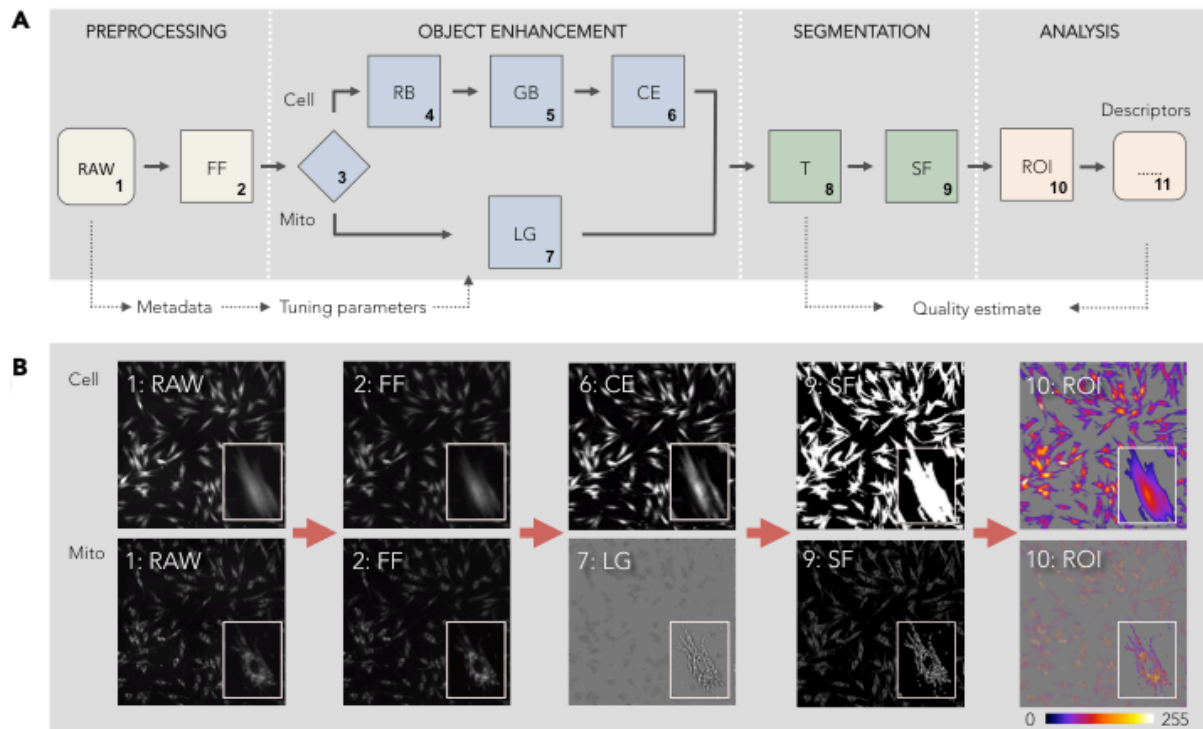 A
PREPROCESSING OBJECT ENHANCEMENT SEGMENTATION ANALYSIS
Cell
RB 4
GB 5
CE 6
Descriptors
RAW 1
FF 2
3
T 8
SF 9
ROI 10
...... 11
Mito
LG 7
Metadata Tuning parameters Quality estimate
B
Cell
1: RAW 2: FF 6: CE 9: SF 10: ROI
Mito
1: RAW 2: FF 7: LG 9: SF 10: ROI
0 255